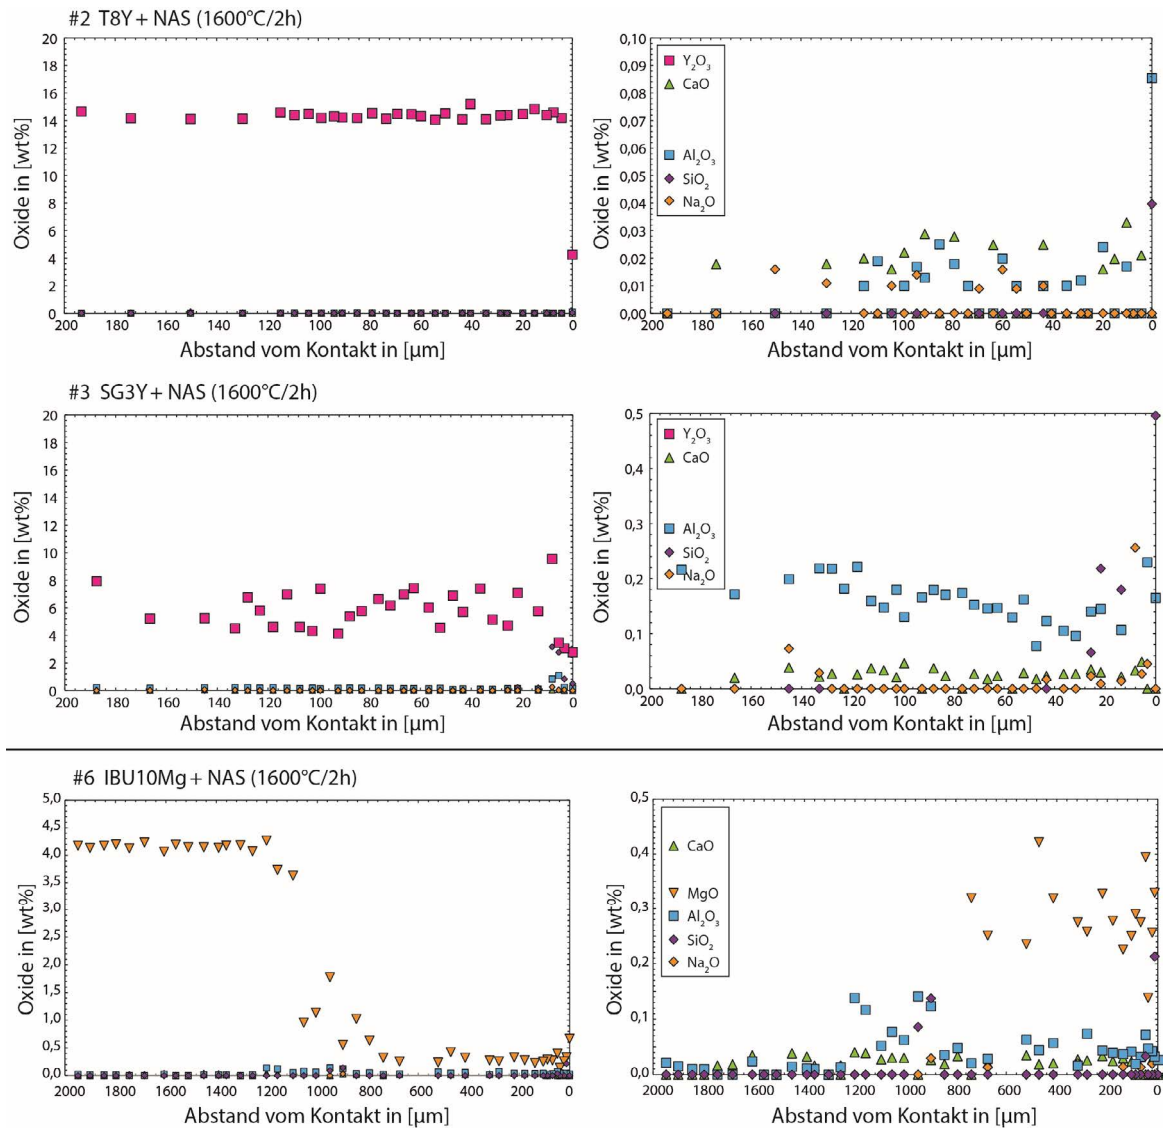 #2 T8Y + NAS (1600°C/2h)
20
18
16
14
12
10
8
6
4
2
0
Oxide in [wt%]
200 180 160 140 120 100 80 60 40 20 0
Abstand vom Kontakt in [µm]
0,10
0,09
0,08
0,07
0,06
0,05
0,04
0,03
0,02
0,01
0,00
Oxide in [wt%]
Y₂O₃
CaO
Al₂O₃
SiO₂
Na₂O
200 180 160 140 120 100 80 60 40 20 0
Abstand vom Kontakt in [µm]
#3 SG3Y + NAS (1600°C/2h)
20
18
16
14
12
10
8
6
4
2
0
Oxide in [wt%]
200 180 160 140 120 100 80 60 40 20 0
Abstand vom Kontakt in [µm]
0,5
0,4
0,3
0,2
0,1
0,0
Oxide in [wt%]
Y₂O₃
CaO
Al₂O₃
SiO₂
Na₂O
200 180 160 140 120 100 80 60 40 20 0
Abstand vom Kontakt in [µm]
#6 IBU10Mg + NAS (1600°C/2h)
5,0
4,5
4,0
3,5
3,0
2,5
2,0
1,5
1,0
0,5
0,0
Oxide in [wt%]
2000 1800 1600 1400 1200 1000 800 600 400 200 0
Abstand vom Kontakt in [µm]
0,5
0,4
0,3
0,2
0,1
0,0
Oxide in [wt%]
CaO
MgO
Al₂O₃
SiO₂
Na₂O
2000 1800 1600 1400 1200 1000 800 600 400 200 0
Abstand vom Kontakt in [µm]